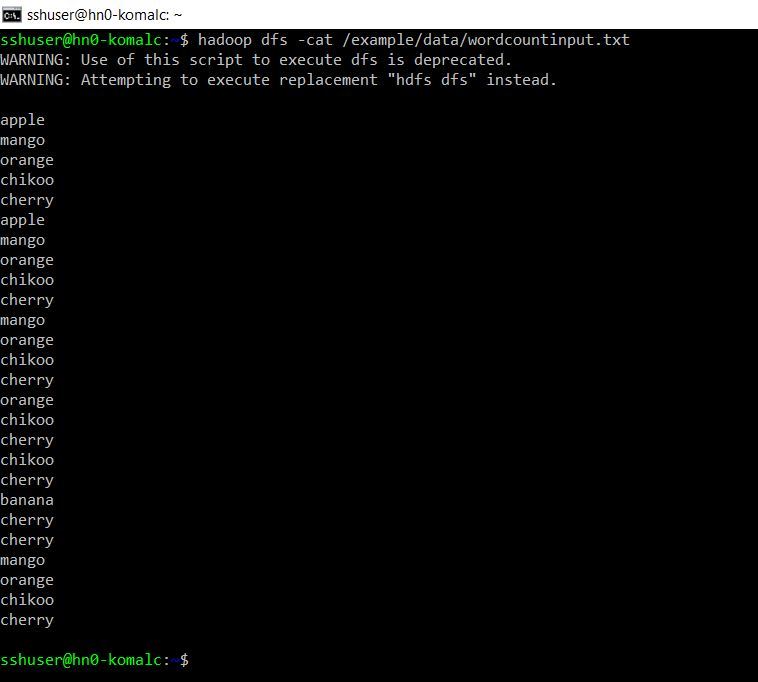 sshuser@hn0-komalc: ~
sshuser@hn0-komalc:~$ hadoop dfs -cat /example/data/wordcountinput.txt
WARNING: Use of this script to execute dfs is deprecated.
WARNING: Attempting to execute replacement "hdfs dfs" instead.
apple
mango
orange
chikoo
cherry
apple
mango
orange
chikoo
cherry
mango
orange
chikoo
cherry
orange
chikoo
cherry
chikoo
cherry
banana
cherry
cherry
mango
orange
chikoo
cherry
sshuser@hn0-komalc:~$